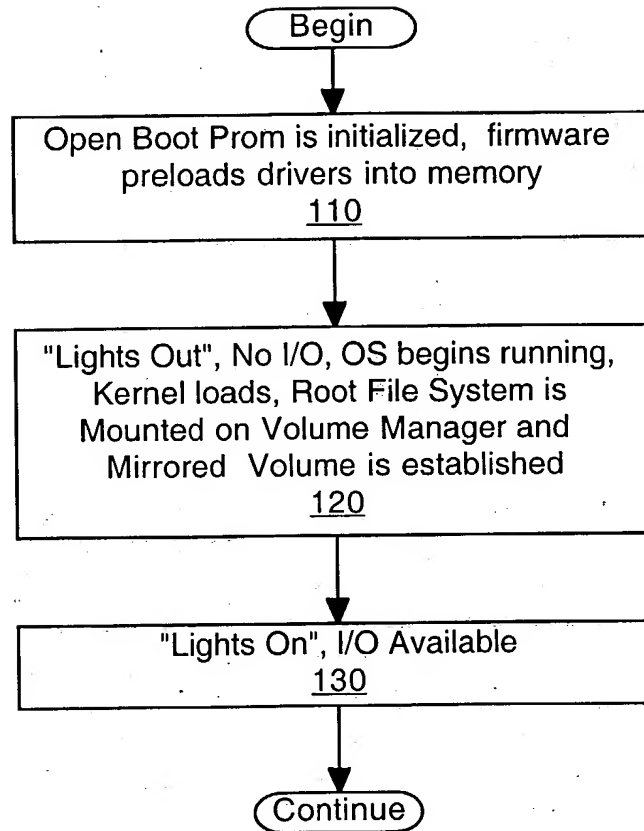 Begin
Open Boot Prom is initialized, firmware
preloads drivers into memory
110
"Lights Out", No I/O, OS begins running,
Kernel loads, Root File System is
Mounted on Volume Manager and
Mirrored Volume is established
120
"Lights On", I/O Available
130
Continue